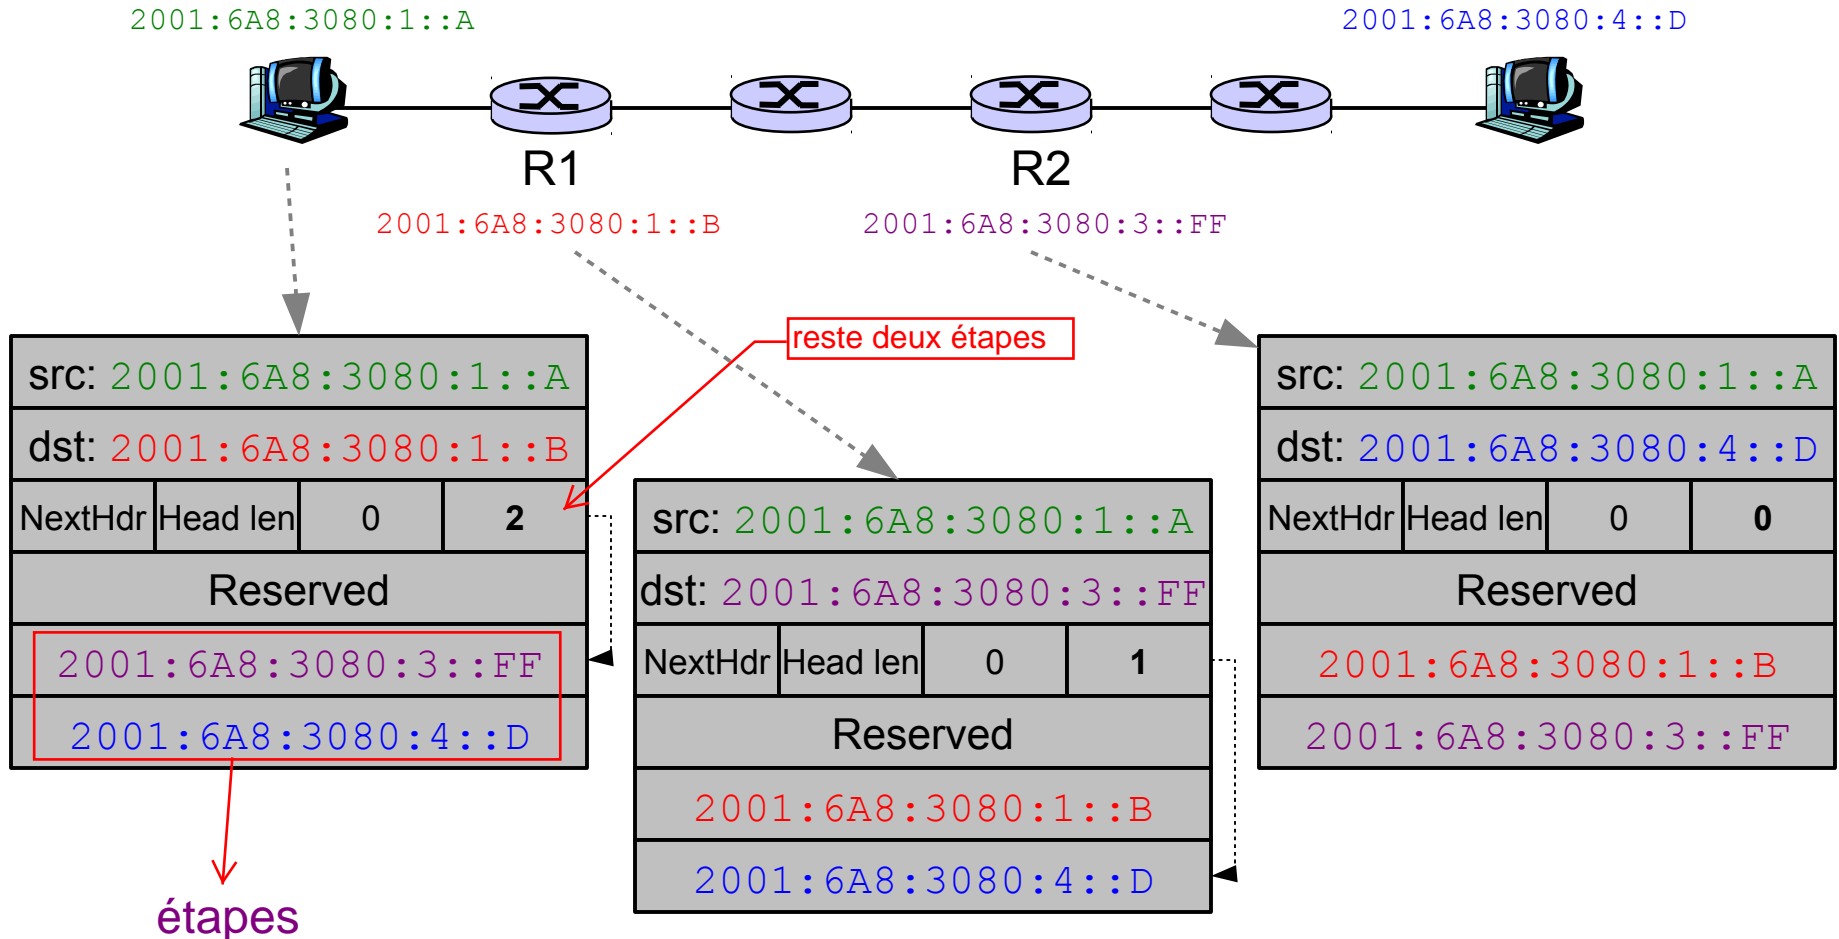 2001:6A8:3080:1::A
2001:6A8:3080:4::D
R1
R2
2001:6A8:3080:1::B
2001:6A8:3080:3::FF
reste deux étapes
src: 2001:6A8:3080:1::A
dst: 2001:6A8:3080:1::B
NextHdr Head len 0 2
Reserved
2001:6A8:3080:3::FF
2001:6A8:3080:4::D
étapes
src: 2001:6A8:3080:1::A
dst: 2001:6A8:3080:3::FF
NextHdr Head len 0 1
Reserved
2001:6A8:3080:1::B
2001:6A8:3080:4::D
src: 2001:6A8:3080:1::A
dst: 2001:6A8:3080:4::D
NextHdr Head len 0 0
Reserved
2001:6A8:3080:1::B
2001:6A8:3080:3::FF